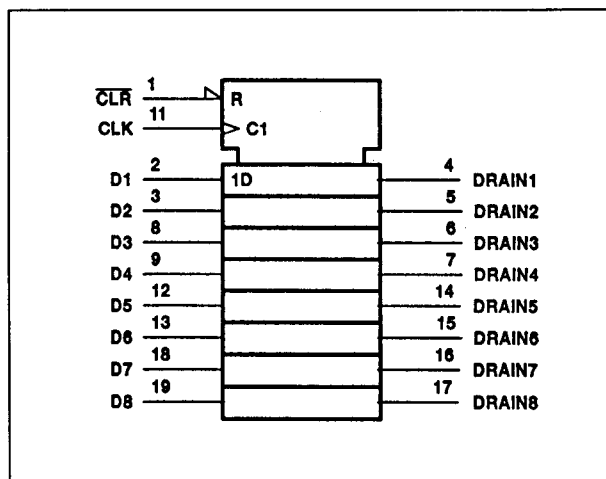 1
CLR R
11
CLK C1
2 4
D1 1D DRAIN1
3 5
D2 DRAIN2
8 6
D3 DRAIN3
9 7
D4 DRAIN4
12 14
D5 DRAIN5
13 15
D6 DRAIN6
18 16
D7 DRAIN7
19 17
D8 DRAIN8